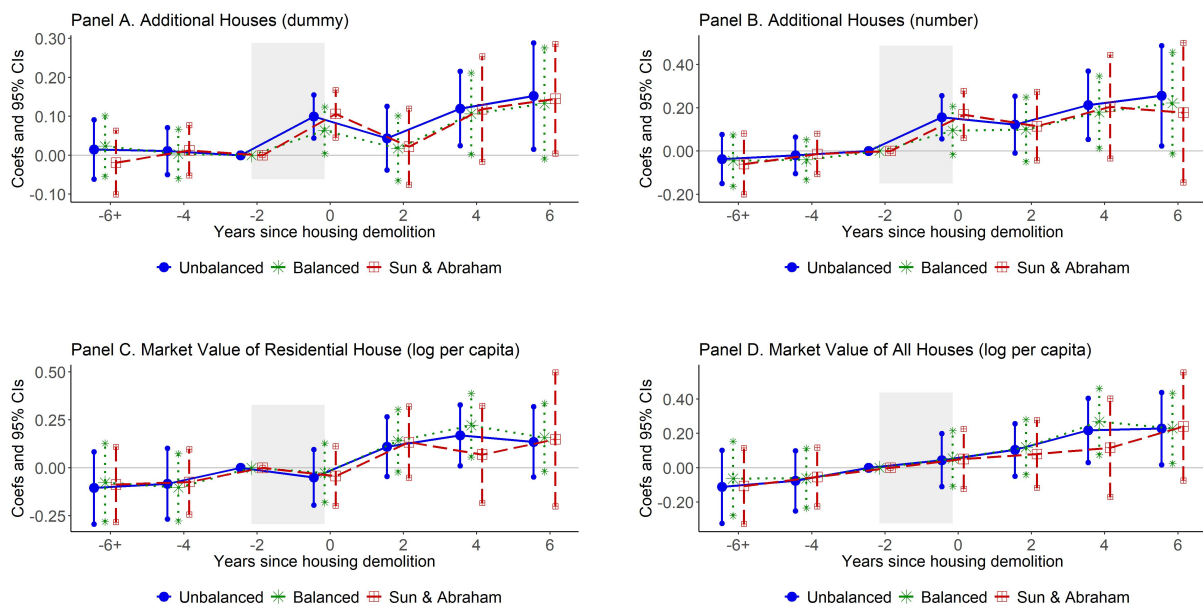 Panel A. Additional Houses (dummy)
Coefs and 95% CIs
0.30
0.20
0.10
0.00
-0.10
-6+ -4 -2 0 2 4 6
Years since housing demolition
Unbalanced Balanced Sun & Abraham
Panel B. Additional Houses (number)
Coefs and 95% CIs
0.40
0.20
0.00
-0.20
-6+ -4 -2 0 2 4 6
Years since housing demolition
Unbalanced Balanced Sun & Abraham
Panel C. Market Value of Residential House (log per capita)
Coefs and 95% CIs
0.50
0.25
0.00
-0.25
-6+ -4 -2 0 2 4 6
Years since housing demolition
Unbalanced Balanced Sun & Abraham
Panel D. Market Value of All Houses (log per capita)
Coefs and 95% CIs
0.40
0.20
0.00
-0.20
-6+ -4 -2 0 2 4 6
Years since housing demolition
Unbalanced Balanced Sun & Abraham